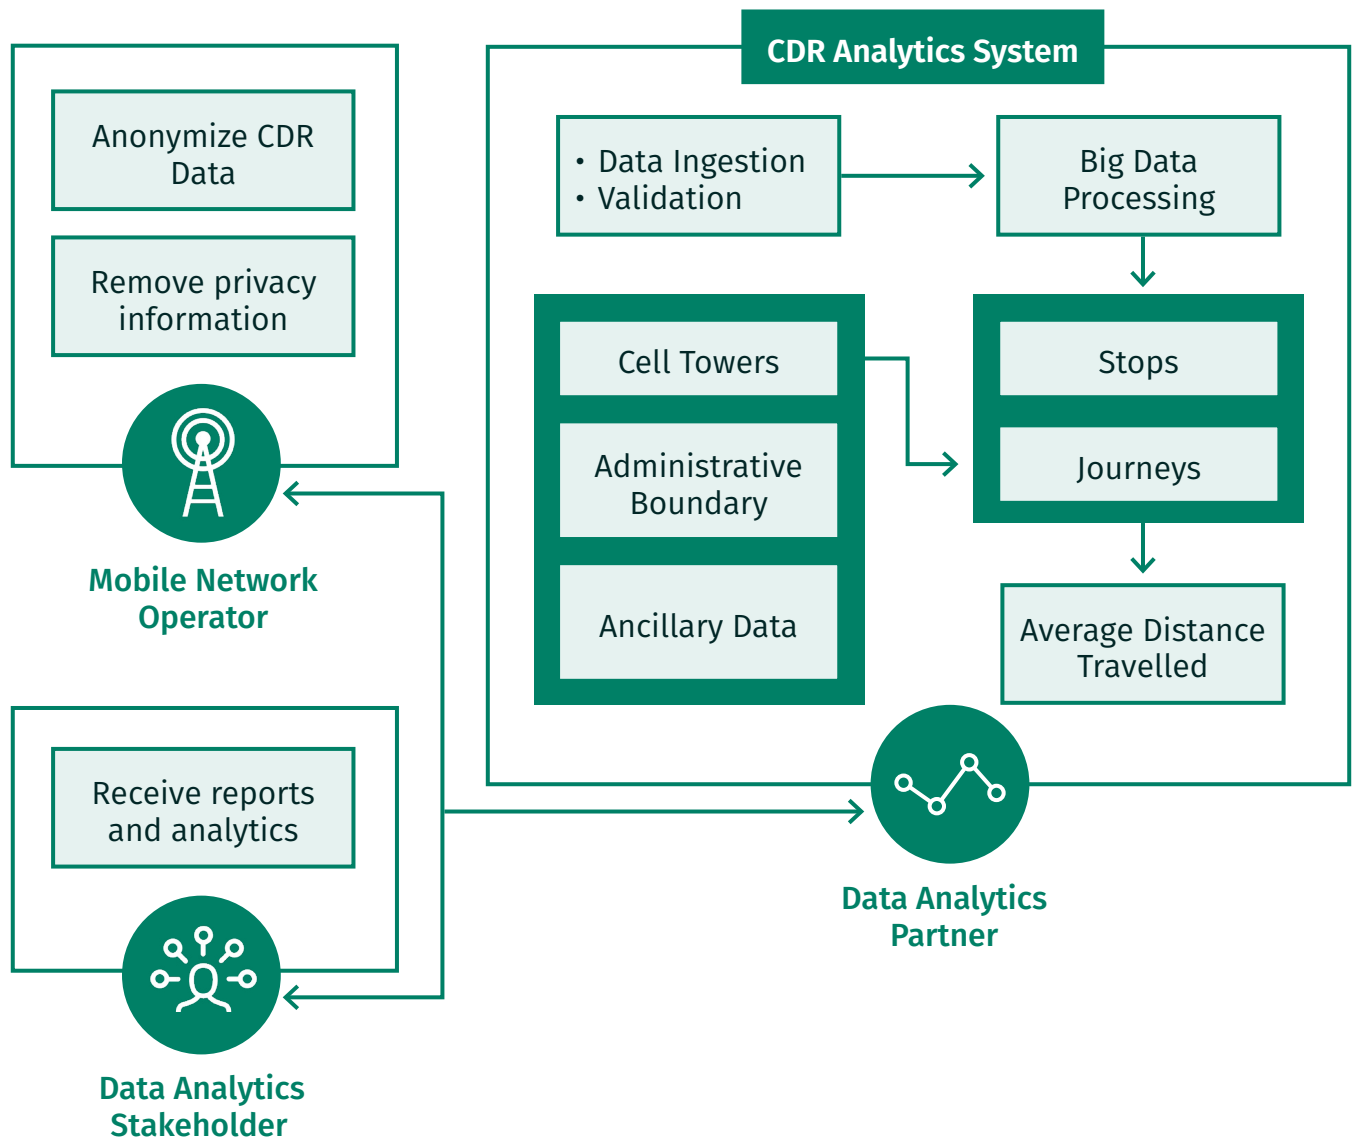 Anonymize CDR
Data
Remove privacy
information
Mobile Network
Operator
Receive reports
and analytics
Data Analytics
Stakeholder
CDR Analytics System
• Data Ingestion
• Validation
Big Data
Processing
Cell Towers
Administrative
Boundary
Ancillary Data
Stops
Journeys
Average Distance
Travelled
Data Analytics
Partner